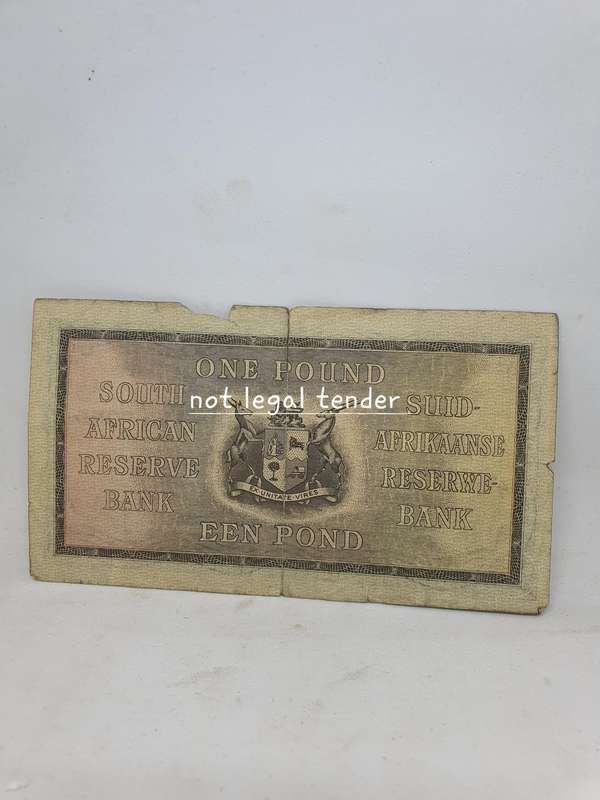 ONE POUND
not legal tender
SOUTH
AFRICAN
RESERVE
BANK
SUID-
AFRIKAANSE
RESERWE-
BANK
EX UNITATE VIRES
EEN POND